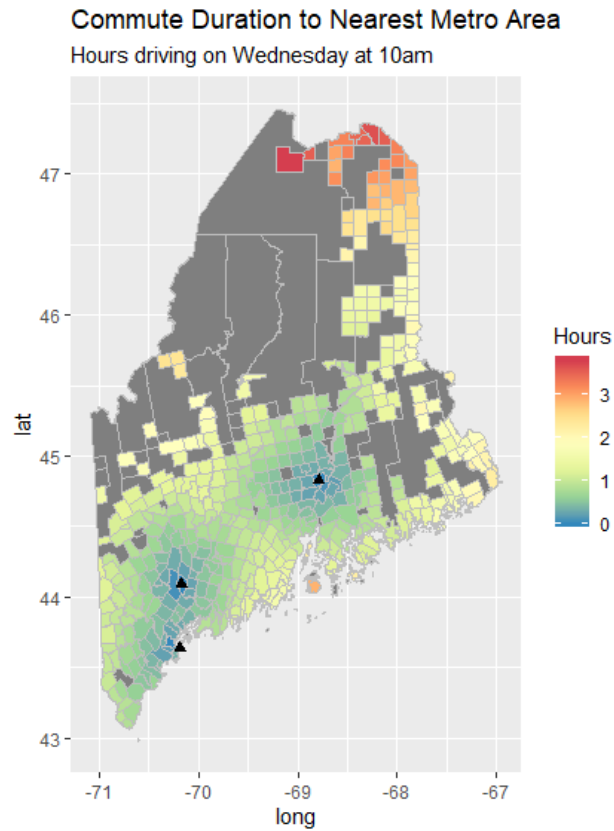 Commute Duration to Nearest Metro Area
Hours driving on Wednesday at 10am
47
46
45
44
43
lat
-71 -70 -69 -68 -67
long
Hours
3
2
1
0